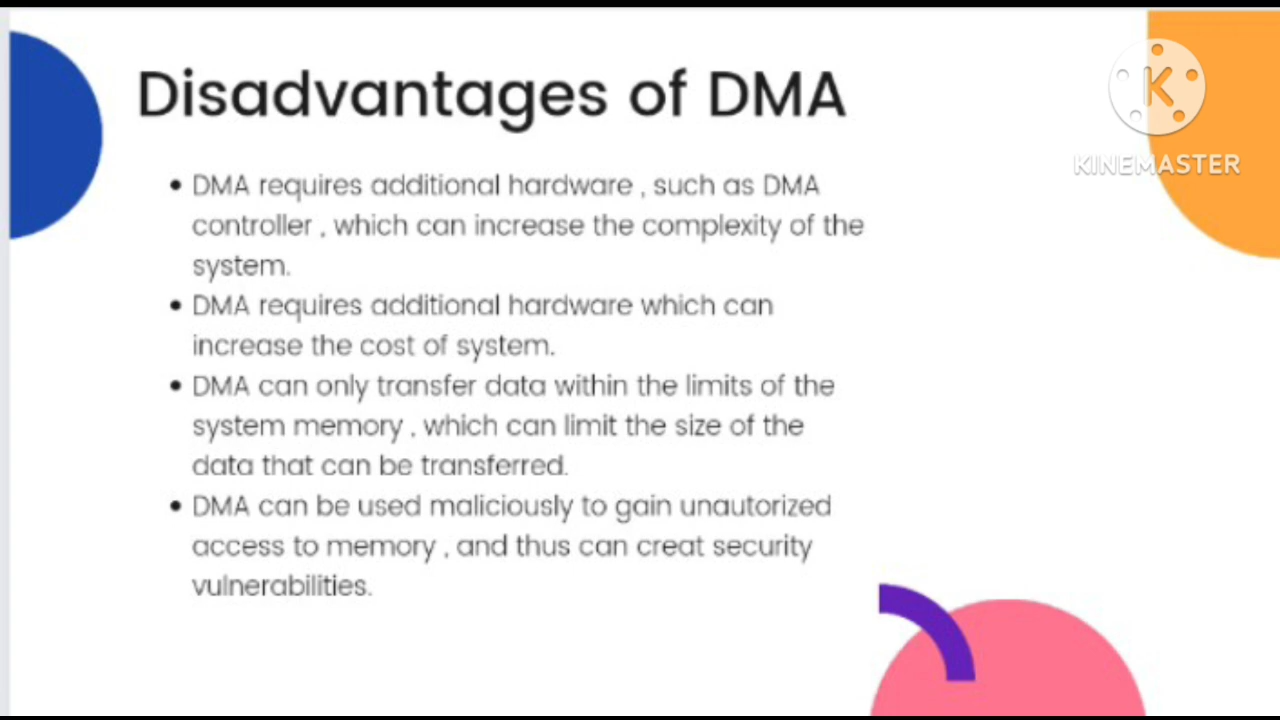 Disadvantages of DMA
K
KINEMASTER
• DMA requires additional hardware , such as DMA
controller , which can increase the complexity of the
system.
• DMA requires additional hardware which can
increase the cost of system.
• DMA can only transfer data within the limits of the
system memory , which can limit the size of the
data that can be transferred.
• DMA can be used maliciously to gain unautorized
access to memory , and thus can creat security
vulnerabilities.